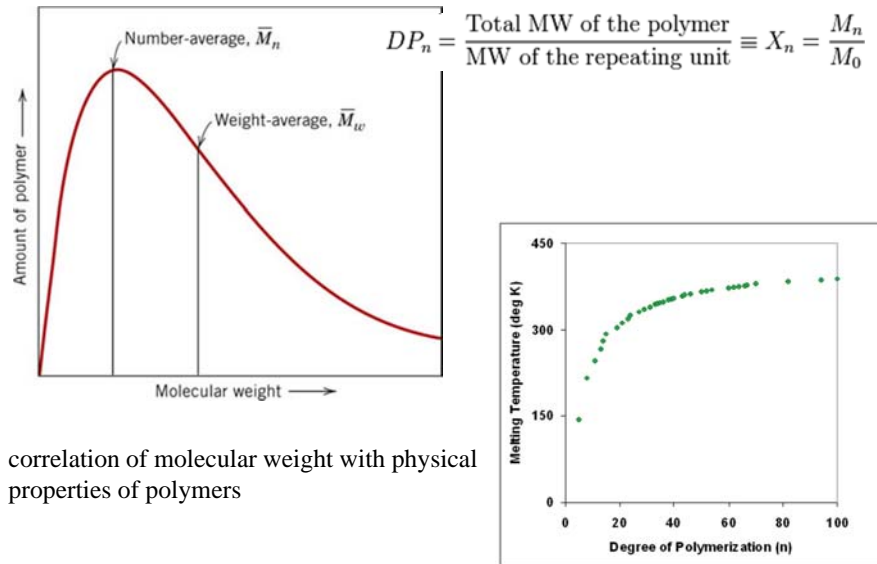 Number-average, M̅n
DPn = Total MW of the polymer / MW of the repeating unit ≡ Xn = Mn / M0
Weight-average, M̅w
Amount of polymer
Molecular weight
correlation of molecular weight with physical
properties of polymers
450
300
150
0
Melting Temperature (deg K)
0 20 40 60 80 100
Degree of Polymerization (n)